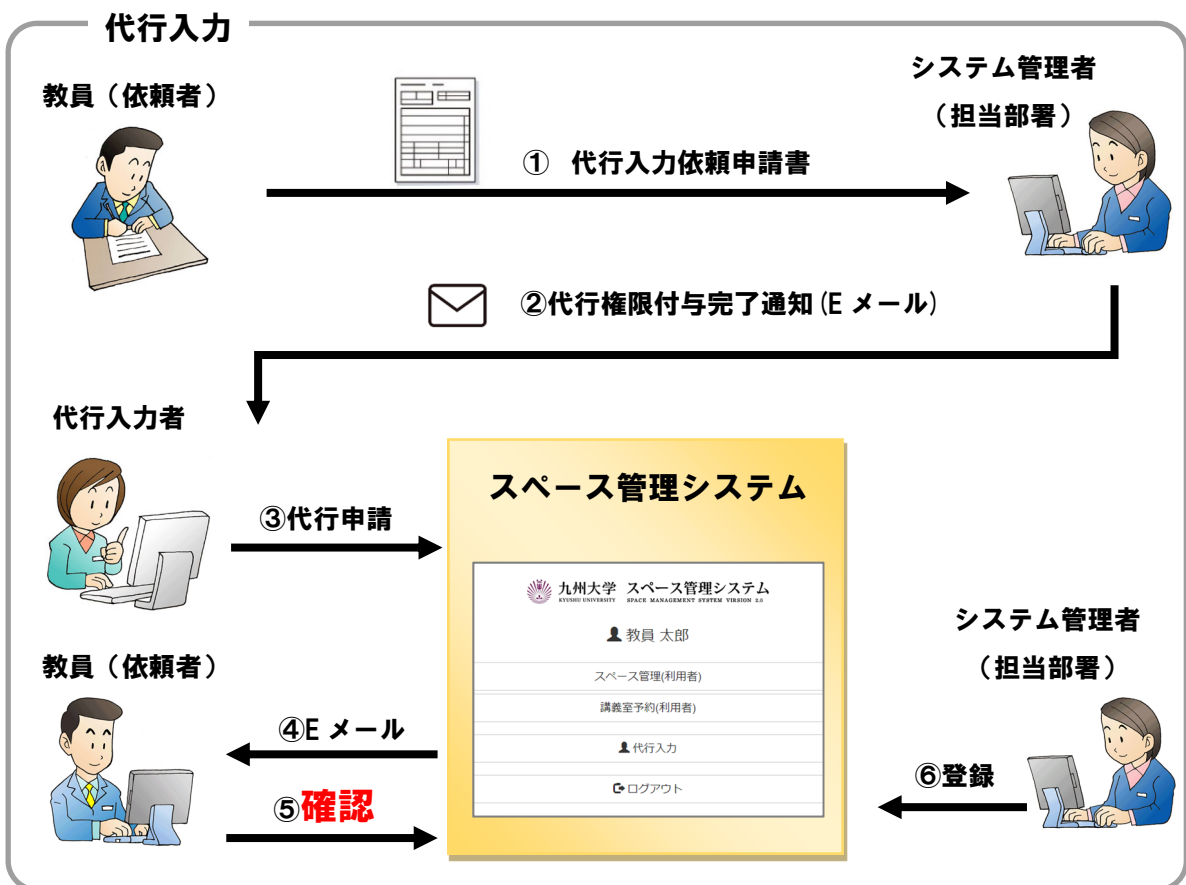 代行入力
教員（依頼者）
システム管理者
（担当部署）
① 代行入力依頼申請書
②代行権限付与完了通知(E メール)
代行入力者
③代行申請
スペース管理システム
九州大学 スペース管理システム
KYUSHU UNIVERSITY SPACE MANAGEMENT SYSTEM VERSION 2.0
教員 太郎
スペース管理(利用者)
講義室予約(利用者)
代行入力
ログアウト
教員（依頼者）
④E メール
⑤確認
システム管理者
（担当部署）
⑥登録